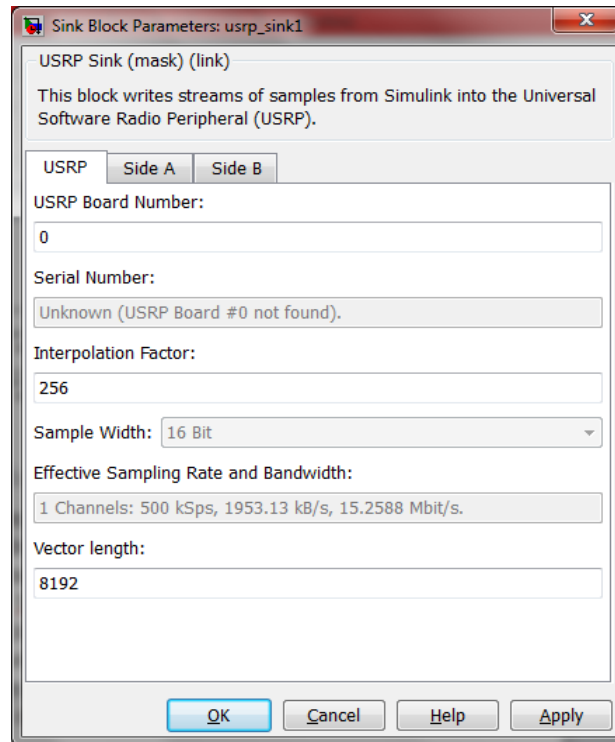 Sink Block Parameters: usrp_sink1
USRP Sink (mask) (link)
This block writes streams of samples from Simulink into the Universal
Software Radio Peripheral (USRP).
USRP Side A Side B
USRP Board Number:
0
Serial Number:
Unknown (USRP Board #0 not found).
Interpolation Factor:
256
Sample Width: 16 Bit
Effective Sampling Rate and Bandwidth:
1 Channels: 500 kSps, 1953.13 kB/s, 15.2588 Mbit/s.
Vector length:
8192
OK Cancel Help Apply